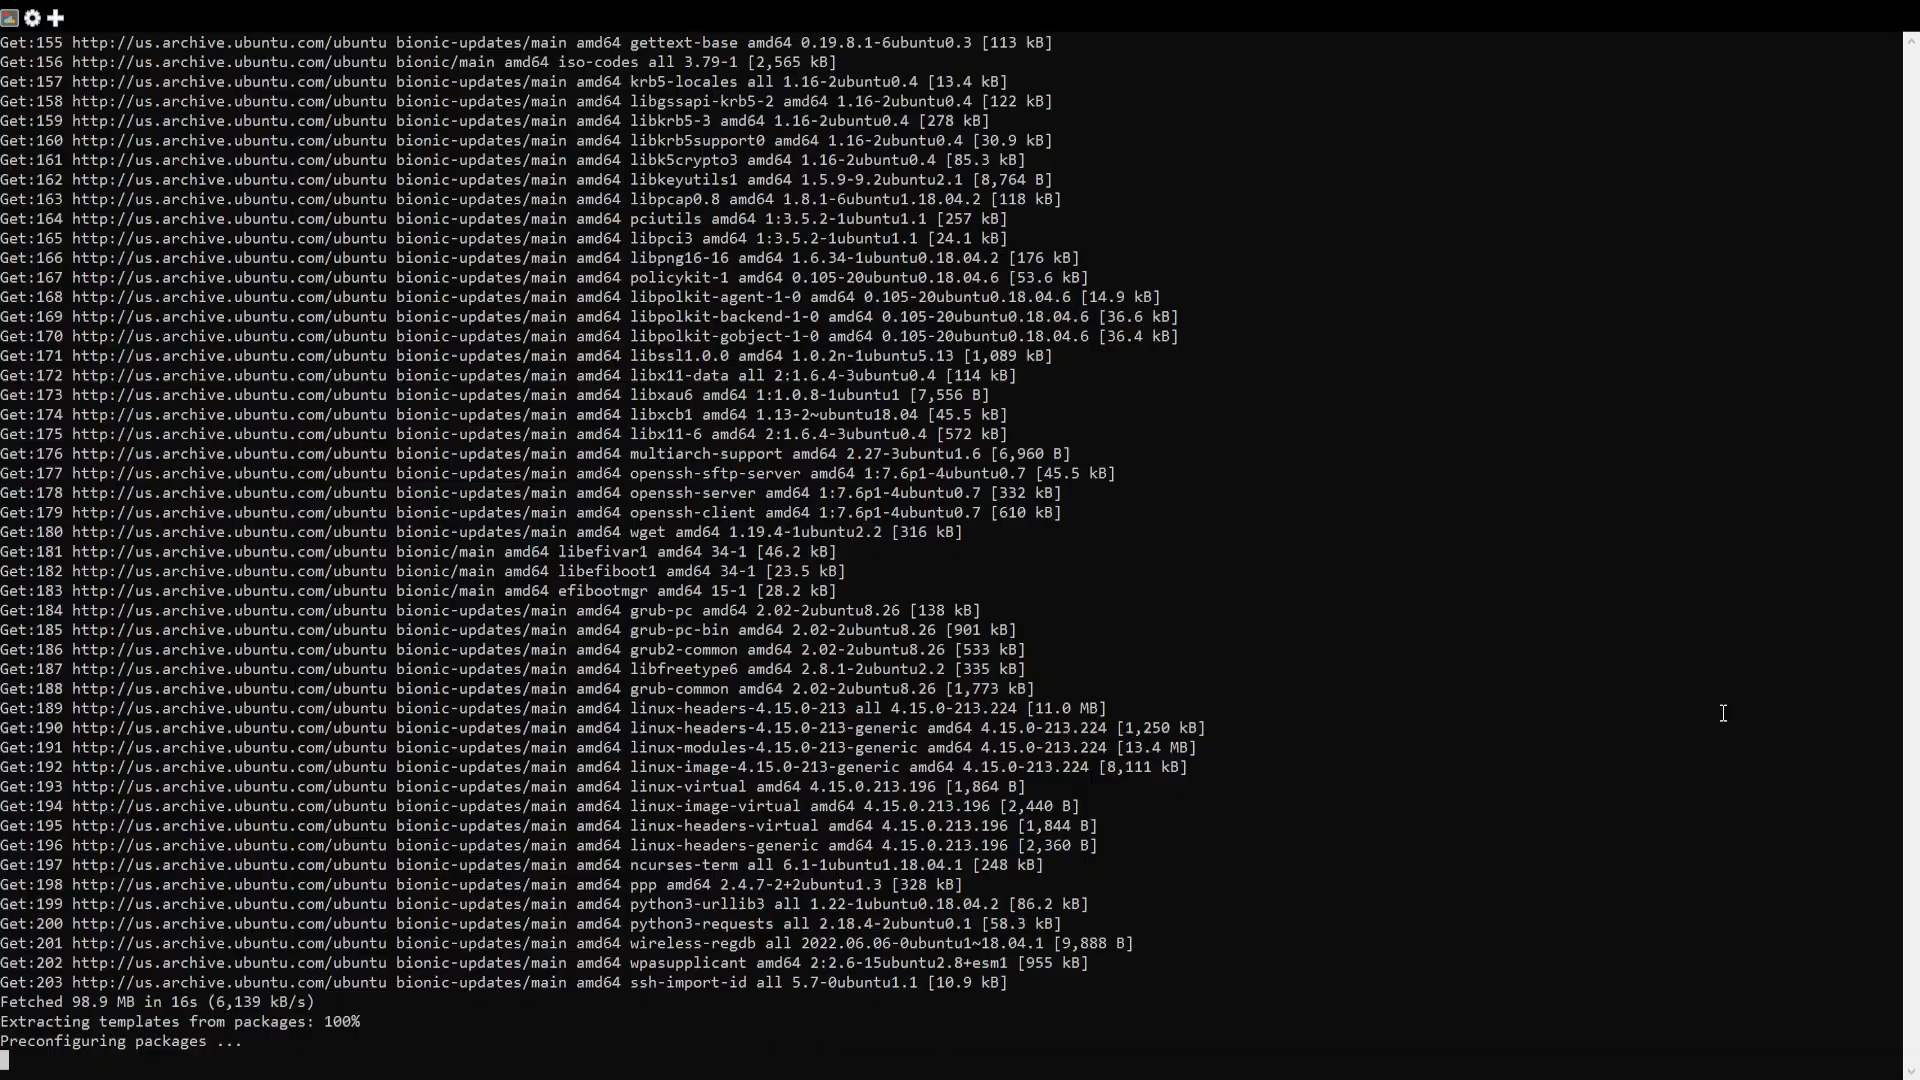 Get:155 http://us.archive.ubuntu.com/ubuntu bionic-updates/main amd64 gettext-base amd64 0.19.8.1-6ubuntu0.3 [113 kB]
Get:156 http://us.archive.ubuntu.com/ubuntu bionic/main amd64 iso-codes all 3.79-1 [2,565 kB]
Get:157 http://us.archive.ubuntu.com/ubuntu bionic-updates/main amd64 krb5-locales all 1.16-2ubuntu0.4 [13.4 kB]
Get:158 http://us.archive.ubuntu.com/ubuntu bionic-updates/main amd64 libgssapi-krb5-2 amd64 1.16-2ubuntu0.4 [122 kB]
Get:159 http://us.archive.ubuntu.com/ubuntu bionic-updates/main amd64 libkrb5-3 amd64 1.16-2ubuntu0.4 [278 kB]
Get:160 http://us.archive.ubuntu.com/ubuntu bionic-updates/main amd64 libkrb5support0 amd64 1.16-2ubuntu0.4 [30.9 kB]
Get:161 http://us.archive.ubuntu.com/ubuntu bionic-updates/main amd64 libk5crypto3 amd64 1.16-2ubuntu0.4 [85.3 kB]
Get:162 http://us.archive.ubuntu.com/ubuntu bionic-updates/main amd64 libkeyutils1 amd64 1.5.9-9.2ubuntu2.1 [8,764 B]
Get:163 http://us.archive.ubuntu.com/ubuntu bionic-updates/main amd64 libpcap0.8 amd64 1.8.1-6ubuntu1.18.04.2 [118 kB]
Get:164 http://us.archive.ubuntu.com/ubuntu bionic-updates/main amd64 pciutils amd64 1:3.5.2-1ubuntu1.1 [257 kB]
Get:165 http://us.archive.ubuntu.com/ubuntu bionic-updates/main amd64 libpci3 amd64 1:3.5.2-1ubuntu1.1 [24.1 kB]
Get:166 http://us.archive.ubuntu.com/ubuntu bionic-updates/main amd64 libpng16-16 amd64 1.6.34-1ubuntu0.18.04.2 [176 kB]
Get:167 http://us.archive.ubuntu.com/ubuntu bionic-updates/main amd64 policykit-1 amd64 0.105-20ubuntu0.18.04.6 [53.6 kB]
Get:168 http://us.archive.ubuntu.com/ubuntu bionic-updates/main amd64 libpolkit-agent-1-0 amd64 0.105-20ubuntu0.18.04.6 [14.9 kB]
Get:169 http://us.archive.ubuntu.com/ubuntu bionic-updates/main amd64 libpolkit-backend-1-0 amd64 0.105-20ubuntu0.18.04.6 [36.6 kB]
Get:170 http://us.archive.ubuntu.com/ubuntu bionic-updates/main amd64 libpolkit-gobject-1-0 amd64 0.105-20ubuntu0.18.04.6 [36.4 kB]
Get:171 http://us.archive.ubuntu.com/ubuntu bionic-updates/main amd64 libssl1.0.0 amd64 1.0.2n-1ubuntu5.13 [1,089 kB]
Get:172 http://us.archive.ubuntu.com/ubuntu bionic-updates/main amd64 libx11-data all 2:1.6.4-3ubuntu0.4 [114 kB]
Get:173 http://us.archive.ubuntu.com/ubuntu bionic-updates/main amd64 libxau6 amd64 1:1.0.8-1ubuntu1 [7,556 B]
Get:174 http://us.archive.ubuntu.com/ubuntu bionic-updates/main amd64 libxcb1 amd64 1.13-2~ubuntu18.04 [45.5 kB]
Get:175 http://us.archive.ubuntu.com/ubuntu bionic-updates/main amd64 libx11-6 amd64 2:1.6.4-3ubuntu0.4 [572 kB]
Get:176 http://us.archive.ubuntu.com/ubuntu bionic-updates/main amd64 multiarch-support amd64 2.27-3ubuntu1.6 [6,960 B]
Get:177 http://us.archive.ubuntu.com/ubuntu bionic-updates/main amd64 openssh-sftp-server amd64 1:7.6p1-4ubuntu0.7 [45.5 kB]
Get:178 http://us.archive.ubuntu.com/ubuntu bionic-updates/main amd64 openssh-server amd64 1:7.6p1-4ubuntu0.7 [332 kB]
Get:179 http://us.archive.ubuntu.com/ubuntu bionic-updates/main amd64 openssh-client amd64 1:7.6p1-4ubuntu0.7 [610 kB]
Get:180 http://us.archive.ubuntu.com/ubuntu bionic-updates/main amd64 wget amd64 1.19.4-1ubuntu2.2 [316 kB]
Get:181 http://us.archive.ubuntu.com/ubuntu bionic/main amd64 libefivar1 amd64 34-1 [46.2 kB]
Get:182 http://us.archive.ubuntu.com/ubuntu bionic/main amd64 libefiboot1 amd64 34-1 [23.5 kB]
Get:183 http://us.archive.ubuntu.com/ubuntu bionic/main amd64 efibootmgr amd64 15-1 [28.2 kB]
Get:184 http://us.archive.ubuntu.com/ubuntu bionic-updates/main amd64 grub-pc amd64 2.02-2ubuntu8.26 [138 kB]
Get:185 http://us.archive.ubuntu.com/ubuntu bionic-updates/main amd64 grub-pc-bin amd64 2.02-2ubuntu8.26 [901 kB]
Get:186 http://us.archive.ubuntu.com/ubuntu bionic-updates/main amd64 grub2-common amd64 2.02-2ubuntu8.26 [533 kB]
Get:187 http://us.archive.ubuntu.com/ubuntu bionic-updates/main amd64 libfreetype6 amd64 2.8.1-2ubuntu2.2 [335 kB]
Get:188 http://us.archive.ubuntu.com/ubuntu bionic-updates/main amd64 grub-common amd64 2.02-2ubuntu8.26 [1,773 kB]
Get:189 http://us.archive.ubuntu.com/ubuntu bionic-updates/main amd64 linux-headers-4.15.0-213 all 4.15.0-213.224 [11.0 MB]
Get:190 http://us.archive.ubuntu.com/ubuntu bionic-updates/main amd64 linux-headers-4.15.0-213-generic amd64 4.15.0-213.224 [1,250 kB]
Get:191 http://us.archive.ubuntu.com/ubuntu bionic-updates/main amd64 linux-modules-4.15.0-213-generic amd64 4.15.0-213.224 [13.4 MB]
Get:192 http://us.archive.ubuntu.com/ubuntu bionic-updates/main amd64 linux-image-4.15.0-213-generic amd64 4.15.0-213.224 [8,111 kB]
Get:193 http://us.archive.ubuntu.com/ubuntu bionic-updates/main amd64 linux-virtual amd64 4.15.0.213.196 [1,864 B]
Get:194 http://us.archive.ubuntu.com/ubuntu bionic-updates/main amd64 linux-image-virtual amd64 4.15.0.213.196 [2,440 B]
Get:195 http://us.archive.ubuntu.com/ubuntu bionic-updates/main amd64 linux-headers-virtual amd64 4.15.0.213.196 [1,844 B]
Get:196 http://us.archive.ubuntu.com/ubuntu bionic-updates/main amd64 linux-headers-generic amd64 4.15.0.213.196 [2,360 B]
Get:197 http://us.archive.ubuntu.com/ubuntu bionic-updates/main amd64 ncurses-term all 6.1-1ubuntu1.18.04.1 [248 kB]
Get:198 http://us.archive.ubuntu.com/ubuntu bionic-updates/main amd64 ppp amd64 2.4.7-2+2ubuntu1.3 [328 kB]
Get:199 http://us.archive.ubuntu.com/ubuntu bionic-updates/main amd64 python3-urllib3 all 1.22-1ubuntu0.18.04.2 [86.2 kB]
Get:200 http://us.archive.ubuntu.com/ubuntu bionic-updates/main amd64 python3-requests all 2.18.4-2ubuntu0.1 [58.3 kB]
Get:201 http://us.archive.ubuntu.com/ubuntu bionic-updates/main amd64 wireless-regdb all 2022.06.06-0ubuntu1~18.04.1 [9,888 B]
Get:202 http://us.archive.ubuntu.com/ubuntu bionic-updates/main amd64 wpasupplicant amd64 2:2.6-15ubuntu2.8+esm1 [955 kB]
Get:203 http://us.archive.ubuntu.com/ubuntu bionic-updates/main amd64 ssh-import-id all 5.7-0ubuntu1.1 [10.9 kB]
Fetched 98.9 MB in 16s (6,139 kB/s)
Extracting templates from packages: 100%
Preconfiguring packages ...